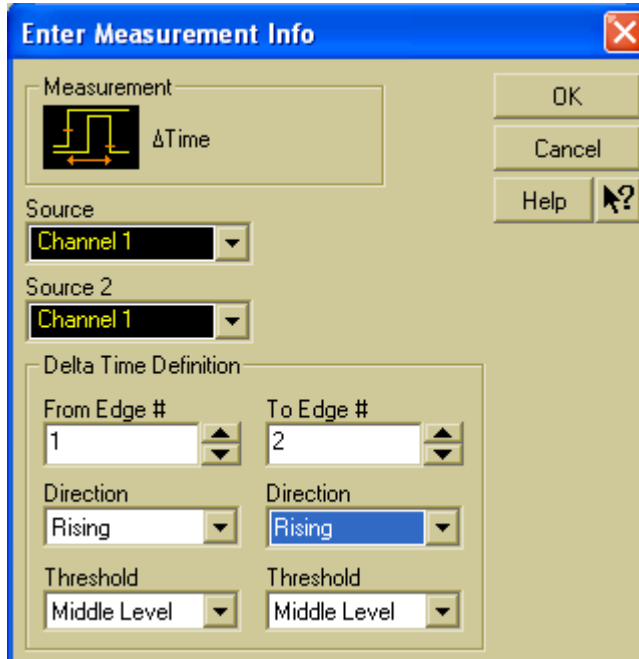 Enter Measurement Info
Measurement
ΔTime
OK
Cancel
Help
Source
Channel 1
Source 2
Channel 1
Delta Time Definition
From Edge # To Edge #
1 2
Direction Direction
Rising Rising
Threshold Threshold
Middle Level Middle Level